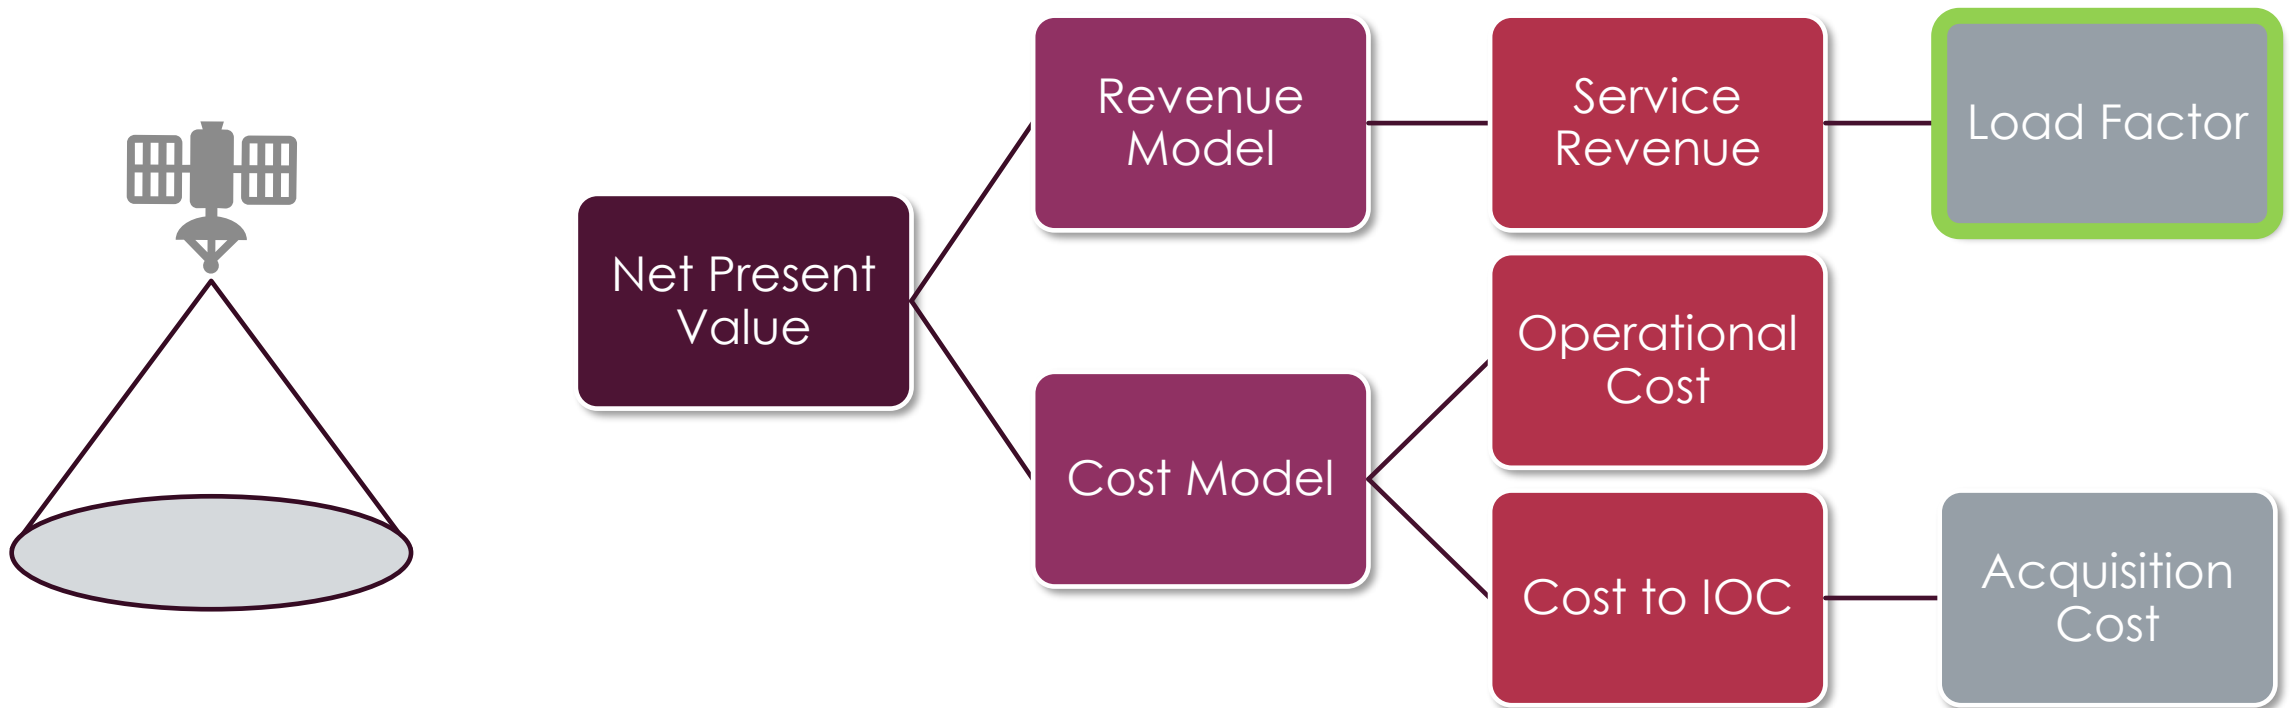 Net Present
Value
Revenue
Model
Service
Revenue
Load Factor
Cost Model
Operational
Cost
Cost to IOC
Acquisition
Cost